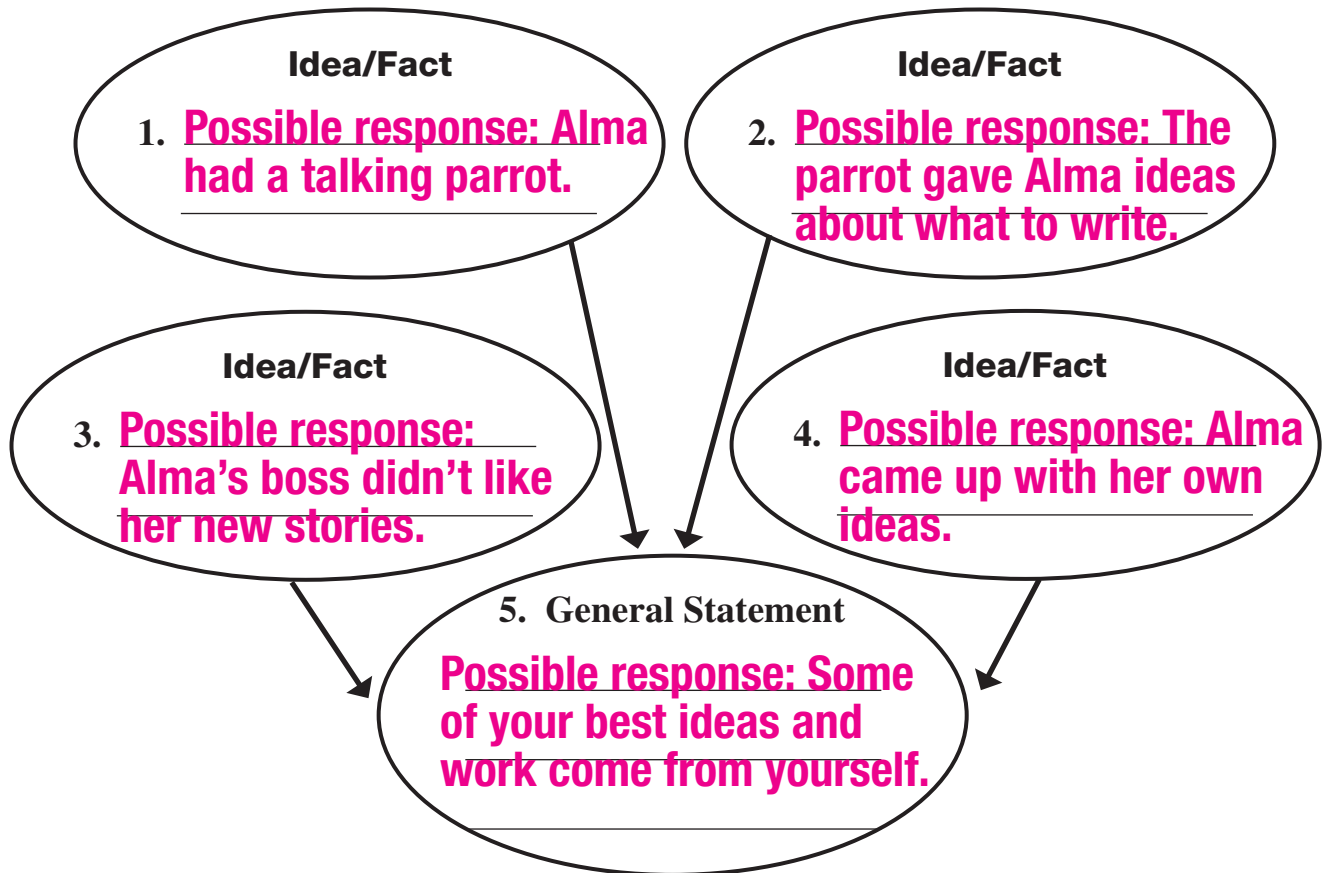 Idea/Fact
1. Possible response: Alma
had a talking parrot.
Idea/Fact
2. Possible response: The
parrot gave Alma ideas
about what to write.
Idea/Fact
3. Possible response:
Alma’s boss didn’t like
her new stories.
Idea/Fact
4. Possible response: Alma
came up with her own
ideas.
5. General Statement
Possible response: Some
of your best ideas and
work come from yourself.